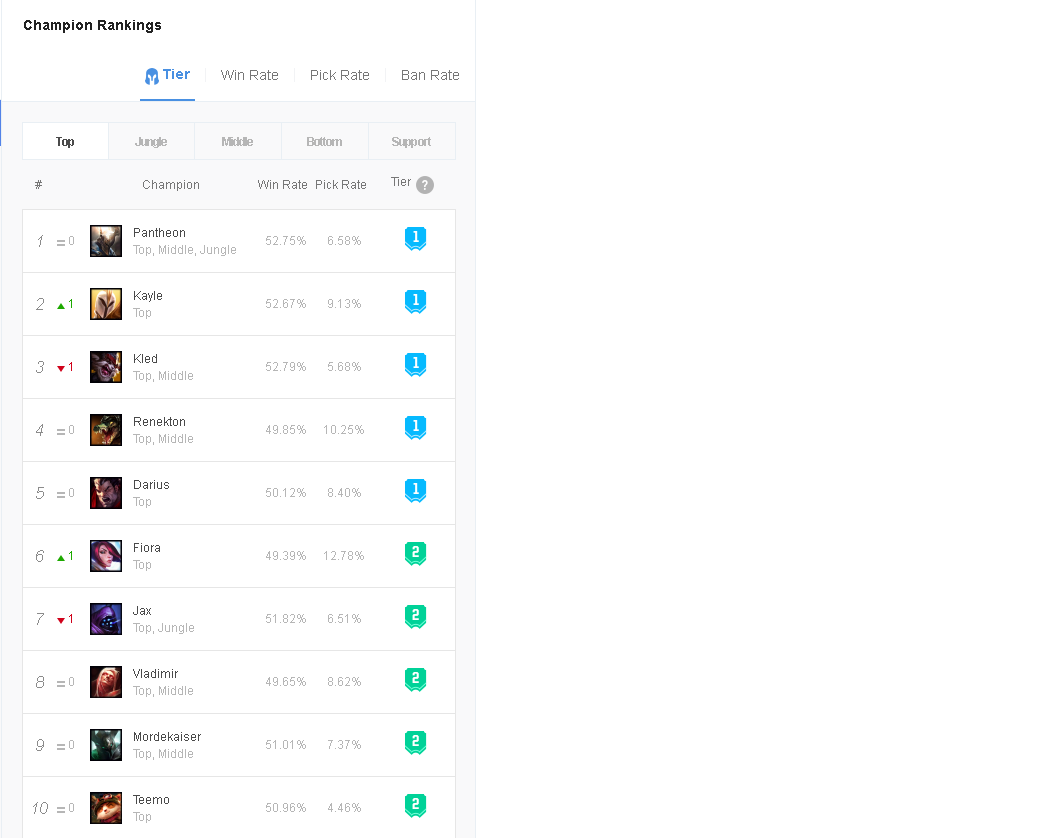 Champion Rankings
Tier Win Rate Pick Rate Ban Rate
Top Jungle Middle Bottom Support
# Champion Win Rate Pick Rate Tier ?
1 = 0 Pantheon 52.75% 6.58% 1
Top, Middle, Jungle
2 ▲ 1 Kayle 52.67% 9.13% 1
Top
3 ▼ 1 Kled 52.79% 5.68% 1
Top, Middle
4 = 0 Renekton 49.85% 10.25% 1
Top, Middle
5 = 0 Darius 50.12% 8.40% 1
Top
6 ▲ 1 Fiora 49.39% 12.78% 2
Top
7 ▼ 1 Jax 51.82% 6.51% 2
Top, Jungle
8 = 0 Vladimir 49.65% 8.62% 2
Top, Middle
9 = 0 Mordekaiser 51.01% 7.37% 2
Top, Middle
10 = 0 Teemo 50.96% 4.46% 2
Top